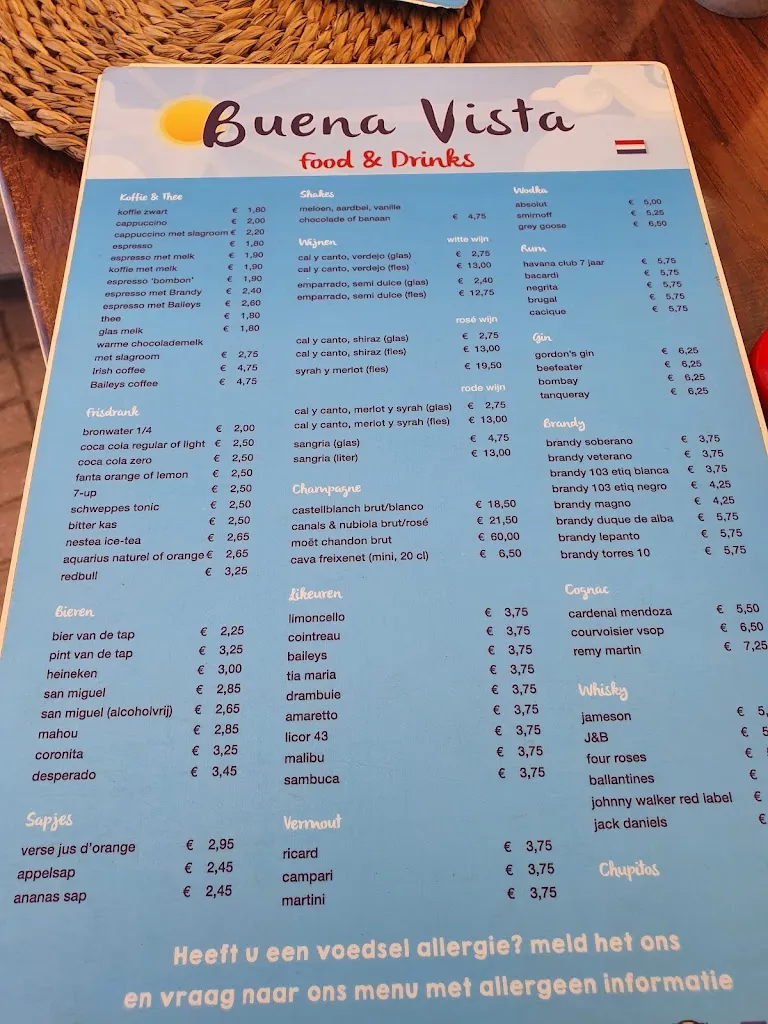 Buena Vista
Food & Drinks
Koffie & Thee
koffie zwart € 1,80
cappuccino € 2,00
cappuccino met slagroom € 2,20
espresso € 1,80
espresso met melk € 1,90
koffie met melk € 1,90
espresso 'bombon' € 1,90
espresso met Brandy € 2,40
espresso met Baileys € 2,60
thee € 1,80
glas melk € 1,80
warme chocolademelk
met slagroom € 2,75
Irish coffee € 4,75
Baileys coffee € 4,75
Frisdrank
bronwater 1/4 € 2,00
coca cola regular of light € 2,50
coca cola zero € 2,50
fanta orange of lemon € 2,50
7-up € 2,50
schweppes tonic € 2,50
bitter kas € 2,50
nestea ice-tea € 2,65
aquarius naturel of orange € 2,65
redbull € 3,25
Bieren
bier van de tap € 2,25
pint van de tap € 3,25
heineken € 3,00
san miguel € 2,85
san miguel (alcoholvrij) € 2,65
mahou € 2,85
coronita € 3,25
desperado € 3,45
Sapjes
verse jus d'orange € 2,95
appelsap € 2,45
ananas sap € 2,45
Shakes
meloen, aardbei, vanille
chocolade of banaan € 4,75
Wijnen witte wijn
cal y canto, verdejo (glas) € 2,75
cal y canto, verdejo (fles) € 13,00
emparrado, semi dulce (glas) € 2,40
emparrado, semi dulce (fles) € 12,75
rosé wijn
cal y canto, shiraz (glas) € 2,75
cal y canto, shiraz (fles) € 13,00
syrah y merlot (fles) € 19,50
rode wijn
cal y canto, merlot y syrah (glas) € 2,75
cal y canto, merlot y syrah (fles) € 13,00
sangria (glas) € 4,75
sangria (liter) € 13,00
Champagne
castellblanch brut/blanco € 18,50
canals & nubiola brut/rosé € 21,50
moët chandon brut € 60,00
cava freixenet (mini, 20 cl) € 6,50
Likeuren
limoncello € 3,75
cointreau € 3,75
baileys € 3,75
tia maria € 3,75
drambuie € 3,75
amaretto € 3,75
licor 43 € 3,75
malibu € 3,75
sambuca € 3,75
Vermout
ricard € 3,75
campari € 3,75
martini € 3,75
Wodka
absolut € 5,00
smirnoff € 5,25
grey goose € 6,50
Rum
havana club 7 jaar € 5,75
bacardi € 5,75
negrita € 5,75
brugal € 5,75
cacique € 5,75
Gin
gordon's gin € 6,25
beefeater € 6,25
bombay € 6,25
tanqueray € 6,25
Brandy
brandy soberano € 3,75
brandy veterano € 3,75
brandy 103 etiq blanca € 3,75
brandy 103 etiq negro € 4,25
brandy magno € 4,25
brandy duque de alba € 5,75
brandy lepanto € 5,75
brandy torres 10 € 5,75
Cognac
cardenal mendoza € 5,50
courvoisier vsop € 6,50
remy martin € 7,25
Whisky
jameson € 5,
J&B € 5
four roses €
ballantines €
johnny walker red label €
jack daniels €
Chupitos
Heeft u een voedsel allergie? meld het ons
en vraag naar ons menu met allergeen informatie